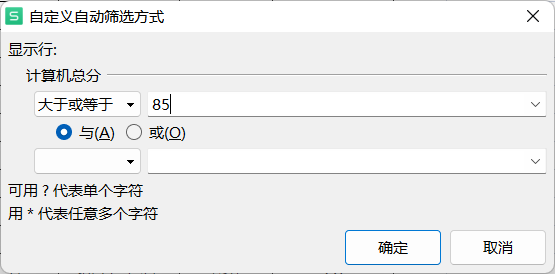 自定义自动筛选方式
显示行:
计算机总分
大于或等于 85
与(A) 或(O)
可用 ? 代表单个字符
用 * 代表任意多个字符
确定 取消